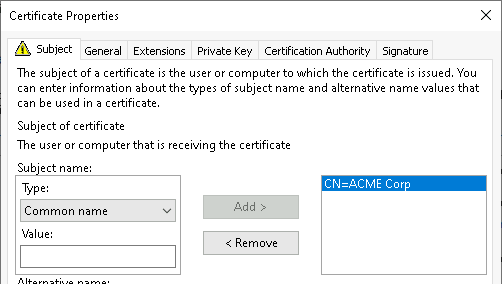 Certificate Properties
Subject General Extensions Private Key Certification Authority Signature
The subject of a certificate is the user or computer to which the certificate is issued. You
can enter information about the types of subject name and alternative name values that
can be used in a certificate.
Subject of certificate
The user or computer that is receiving the certificate
Subject name:
Type:
Common name
Value:
Add >
< Remove
CN=ACME Corp
Alternative name: